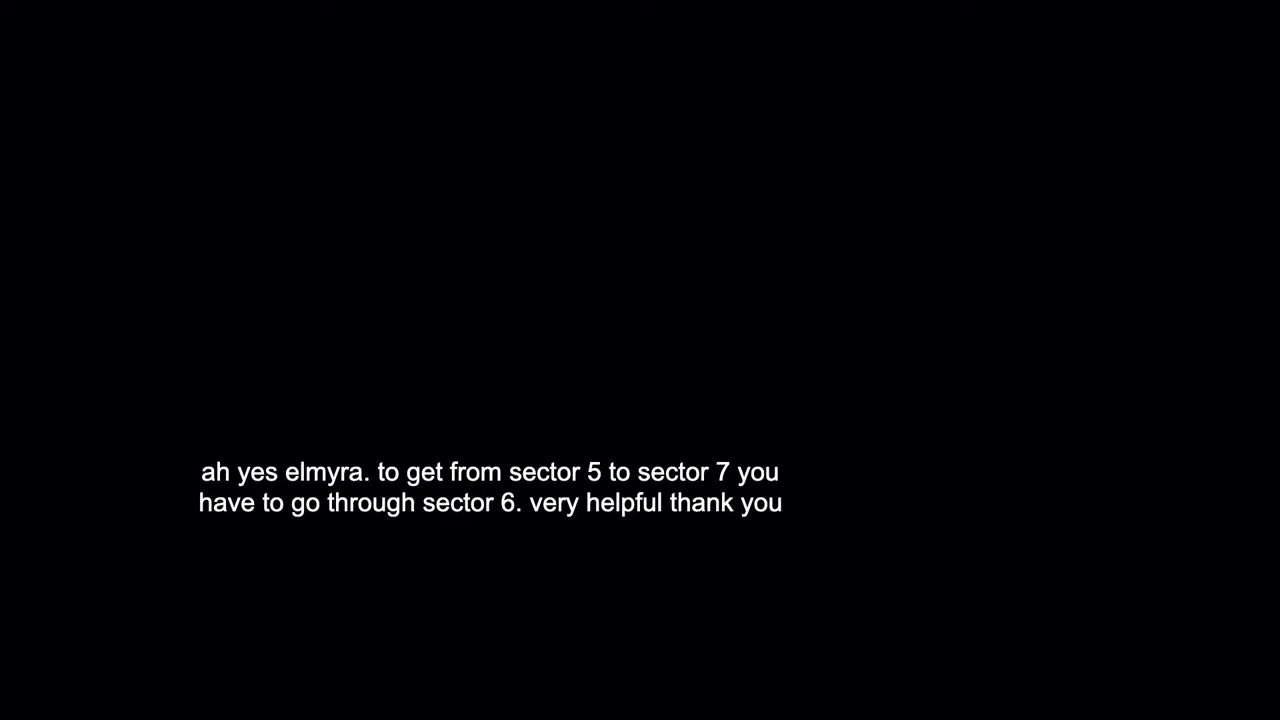 ah yes elmyra. to get from sector 5 to sector 7 you
have to go through sector 6. very helpful thank you